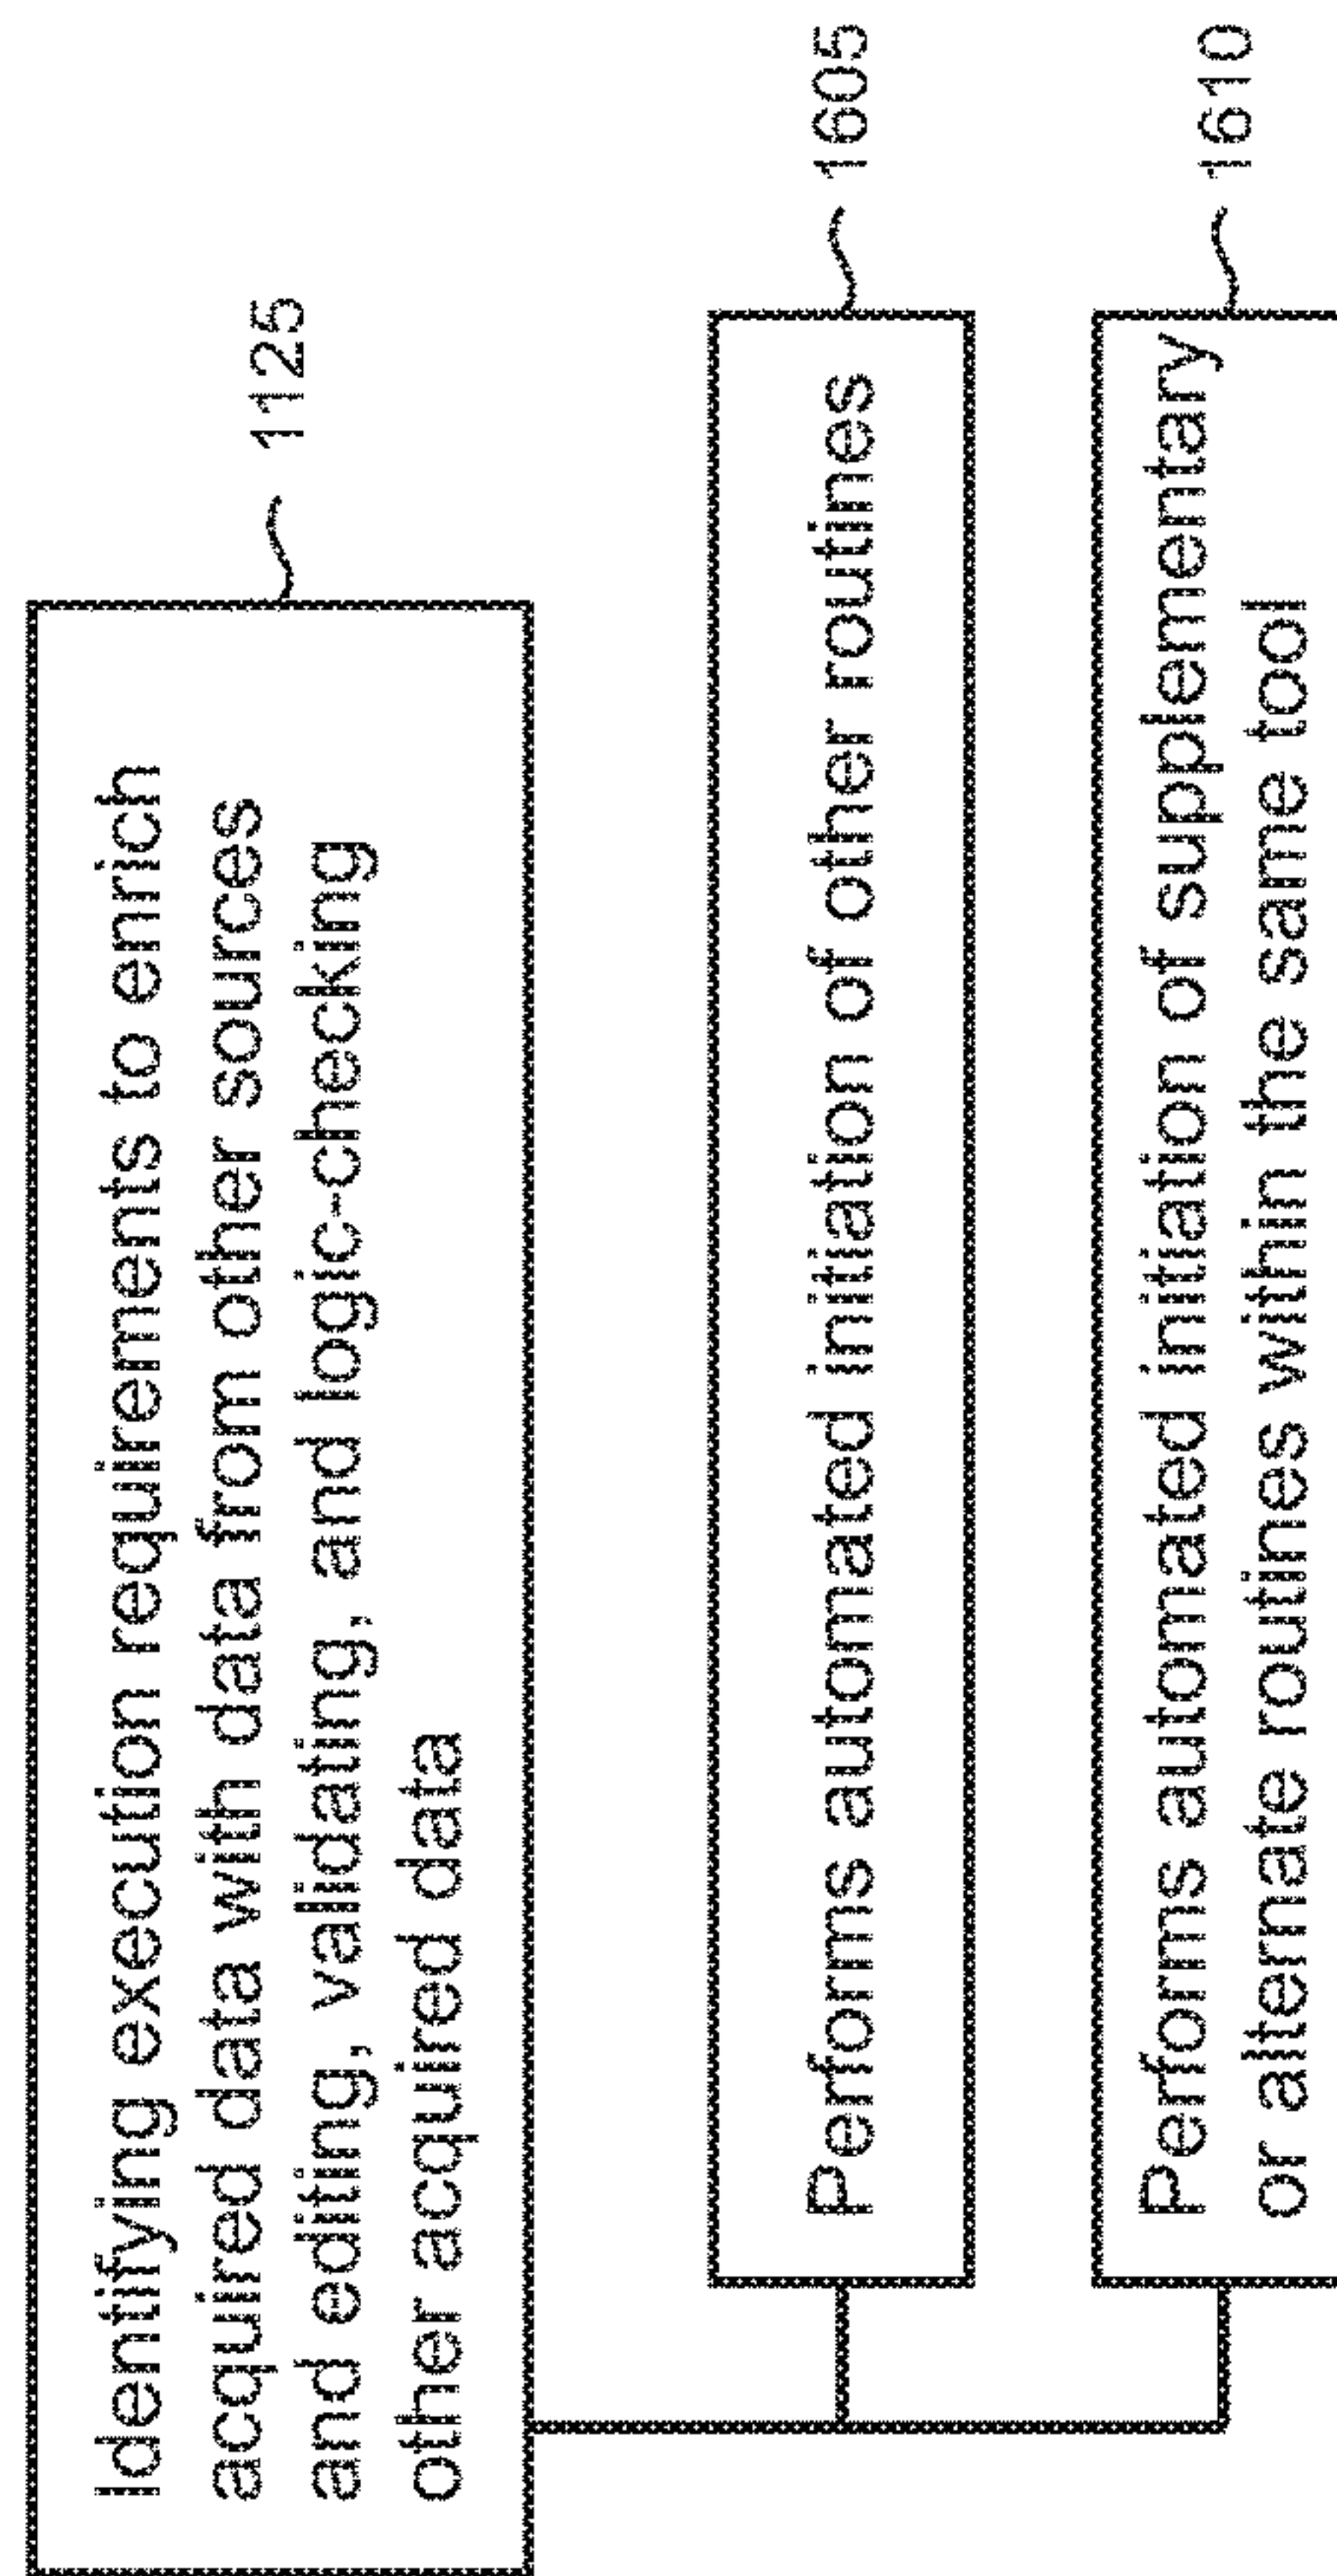 Identifying execution requirements to enrich
acquired data with data from other sources
and editing, validating, and logic-checking
other acquired data
1125
Performs automated initiation of other routines
1605
Performs automated initiation of supplementary
or alternate routines within the same tool
1610